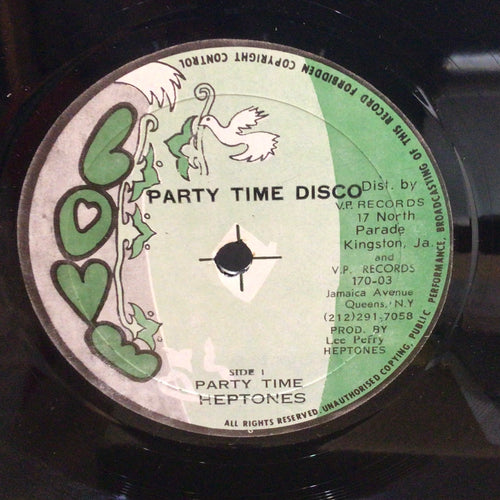 LOVE
PARTY TIME DISCO
Dist. by
V.P. RECORDS
17 North
Parade
Kingston, Ja.
and
V.P. RECORDS
170-03
Jamaica Avenue
Queens, N.Y
(212)291-7058
PROD. BY
Lee Perry
HEPTONES
SIDE 1
PARTY TIME
HEPTONES
ALL RIGHTS RESERVED, UNAUTHORISED COPYING, PUBLIC PERFORMANCE, BROADCASTING OF THIS RECORD FORBIDDEN COPYRIGHT CONTROL